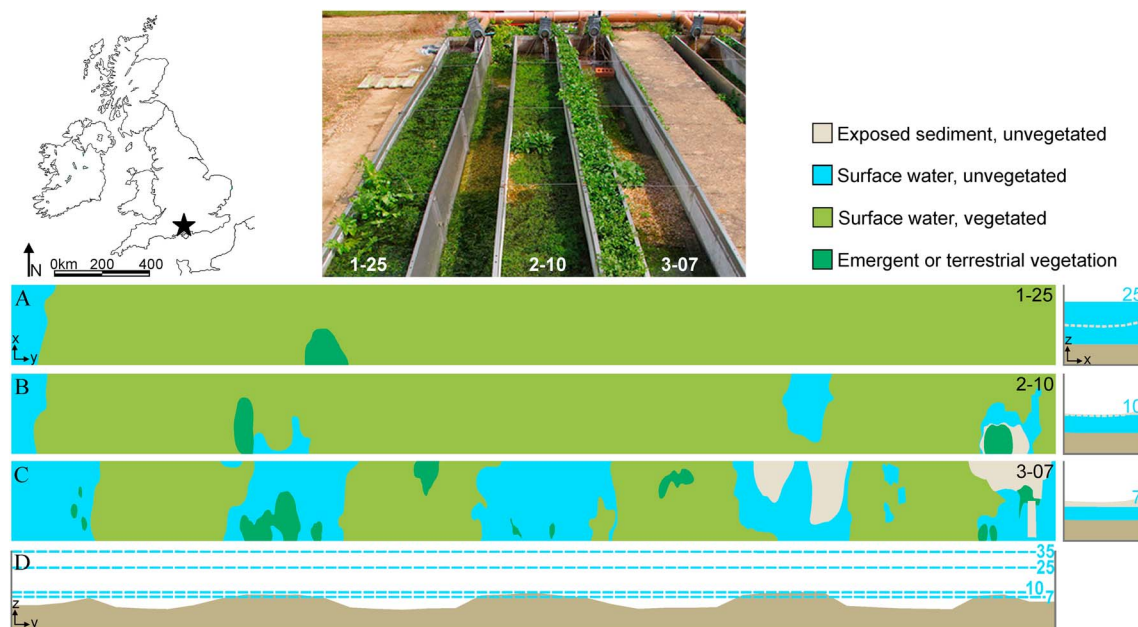 N
0km 200 400
1-25
2-10
3-07
Exposed sediment, unvegetated
Surface water, unvegetated
Surface water, vegetated
Emergent or terrestrial vegetation
A
1-25
x
y
25
z
x
B
2-10
10
C
3-07
7
D
35
25
10
7
z
y